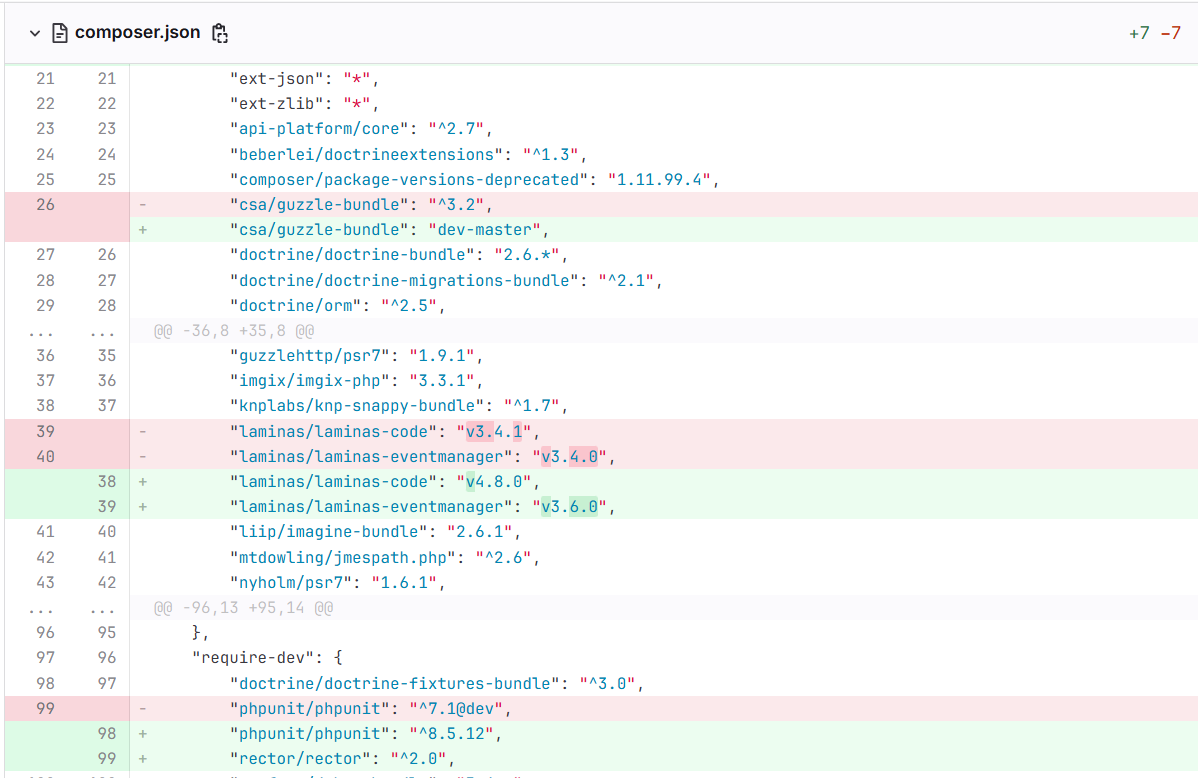 composer.json +7 −7
21 21 "ext-json": "*",
22 22 "ext-zlib": "*",
23 23 "api-platform/core": "^2.7",
24 24 "beberlei/doctrineextensions": "^1.3",
25 25 "composer/package-versions-deprecated": "1.11.99.4",
26 - "csa/guzzle-bundle": "^3.2",
+ "csa/guzzle-bundle": "dev-master",
27 26 "doctrine/doctrine-bundle": "2.6.*",
28 27 "doctrine/doctrine-migrations-bundle": "^2.1",
29 28 "doctrine/orm": "^2.5",
... ... @@ -36,8 +35,8 @@
36 35 "guzzlehttp/psr7": "1.9.1",
37 36 "imgix/imgix-php": "3.3.1",
38 37 "knplabs/knp-snappy-bundle": "^1.7",
39 - "laminas/laminas-code": "v3.4.1",
40 - "laminas/laminas-eventmanager": "v3.4.0",
38 + "laminas/laminas-code": "v4.8.0",
39 + "laminas/laminas-eventmanager": "v3.6.0",
41 40 "liip/imagine-bundle": "2.6.1",
42 41 "mtdowling/jmespath.php": "^2.6",
43 42 "nyholm/psr7": "1.6.1",
... ... @@ -96,13 +95,14 @@
96 95 },
97 96 "require-dev": {
98 97 "doctrine/doctrine-fixtures-bundle": "^3.0",
99 - "phpunit/phpunit": "^7.1@dev",
98 + "phpunit/phpunit": "^8.5.12",
99 + "rector/rector": "^2.0",